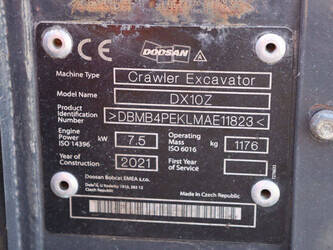 CE
DOOSAN
Machine Type Crawler Excavator
Model Name DX10Z
Product Identification Number >DBMB4PEKLMAE11823<
Engine Power ISO 14396 kW 7.5 Operating Mass ISO 6016 kg 1176
Year of Construction 2021 First Year of Service
Doosan Bobcat EMEA s.r.o.
Made in Czech Republic
Czech Republic